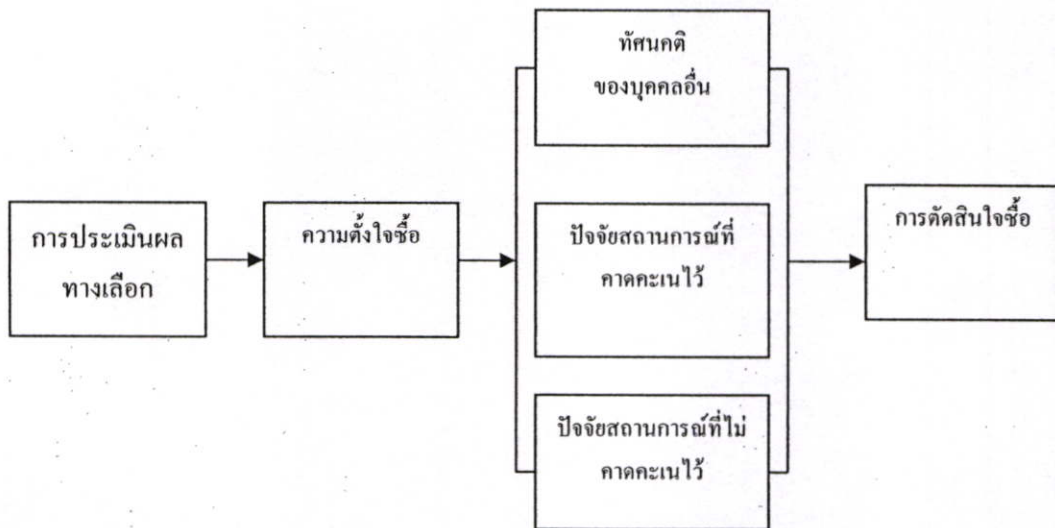 การประเมินผล
ทางเลือก
ความตั้งใจซื้อ
ทัศนคติ
ของบุคคลอื่น
ปัจจัยสถานการณ์ที่
คาดคะเนไว้
ปัจจัยสถานการณ์ที่ไม่
คาดคะเนไว้
การตัดสินใจซื้อ